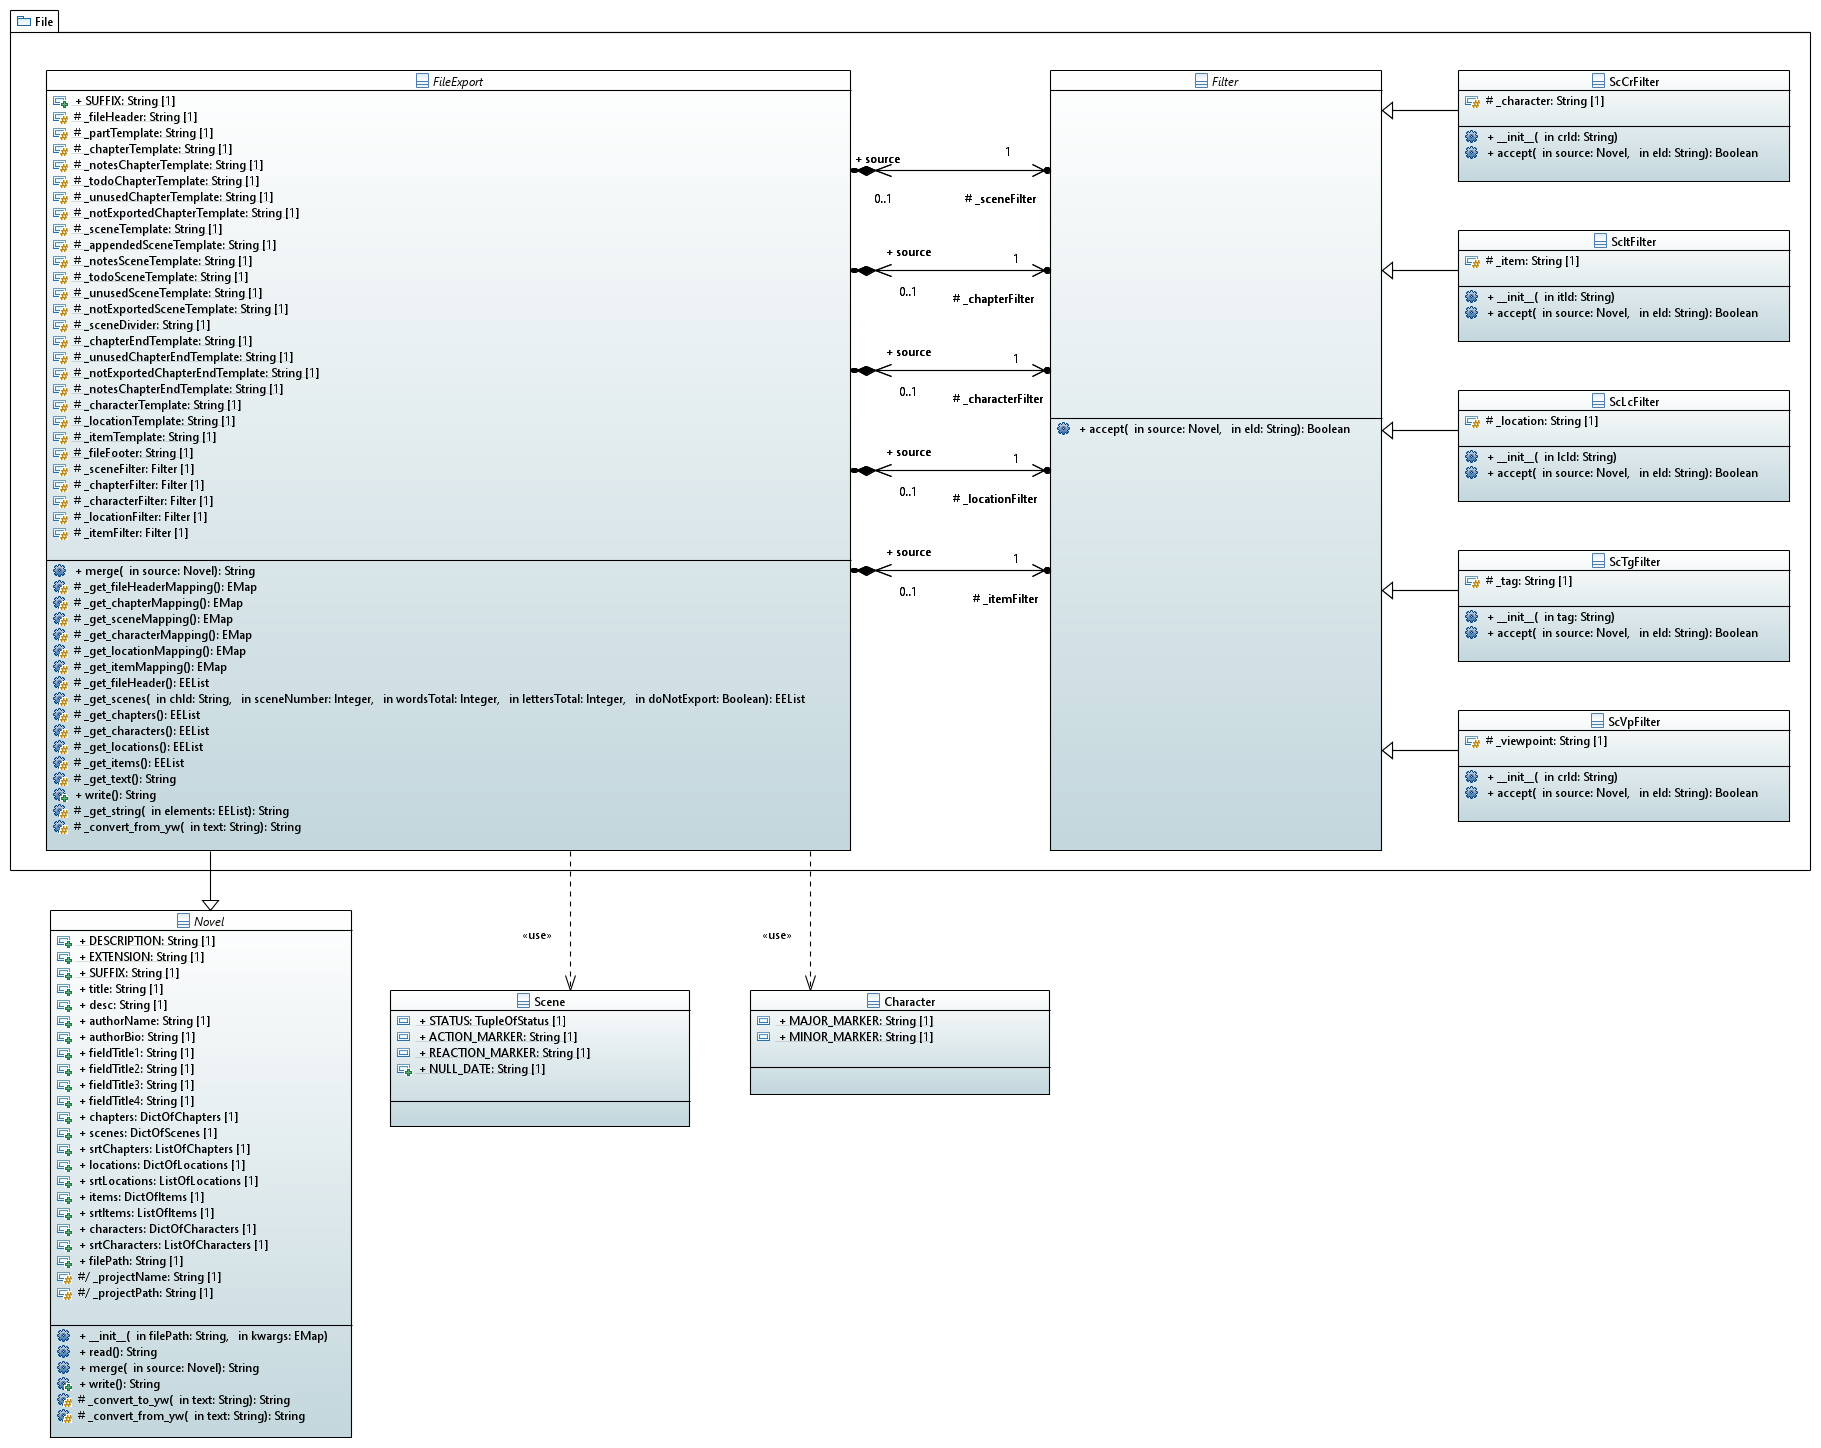 File
FileExport
+ SUFFIX: String [1]
# _fileHeader: String [1]
# _partTemplate: String [1]
# _chapterTemplate: String [1]
# _notesChapterTemplate: String [1]
# _todoChapterTemplate: String [1]
# _unusedChapterTemplate: String [1]
# _notExportedChapterTemplate: String [1]
# _sceneTemplate: String [1]
# _appendedSceneTemplate: String [1]
# _notesSceneTemplate: String [1]
# _todoSceneTemplate: String [1]
# _unusedSceneTemplate: String [1]
# _notExportedSceneTemplate: String [1]
# _sceneDivider: String [1]
# _chapterEndTemplate: String [1]
# _unusedChapterEndTemplate: String [1]
# _notExportedChapterEndTemplate: String [1]
# _notesChapterEndTemplate: String [1]
# _characterTemplate: String [1]
# _locationTemplate: String [1]
# _itemTemplate: String [1]
# _fileFooter: String [1]
# _sceneFilter: Filter [1]
# _chapterFilter: Filter [1]
# _characterFilter: Filter [1]
# _locationFilter: Filter [1]
# _itemFilter: Filter [1]
+ merge( in source: Novel): String
# _get_fileHeaderMapping(): EMap
# _get_chapterMapping(): EMap
# _get_sceneMapping(): EMap
# _get_characterMapping(): EMap
# _get_locationMapping(): EMap
# _get_itemMapping(): EMap
# _get_fileHeader(): EEList
# _get_scenes( in chId: String, in sceneNumber: Integer, in wordsTotal: Integer, in lettersTotal: Integer, in doNotExport: Boolean): EEList
# _get_chapters(): EEList
# _get_characters(): EEList
# _get_locations(): EEList
# _get_items(): EEList
# _get_text(): String
+ write(): String
# _get_string( in elements: EEList): String
# _convert_from_yw( in text: String): String
+ source
1
0..1
# _sceneFilter
+ source
1
0..1
# _chapterFilter
+ source
1
0..1
# _characterFilter
+ source
1
0..1
# _locationFilter
+ source
1
0..1
# _itemFilter
Filter
+ accept( in source: Novel, in eId: String): Boolean
ScCrFilter
# _character: String [1]
+ __init__( in crId: String)
+ accept( in source: Novel, in eId: String): Boolean
ScItFilter
# _item: String [1]
+ __init__( in itId: String)
+ accept( in source: Novel, in eId: String): Boolean
ScLcFilter
# _location: String [1]
+ __init__( in lcId: String)
+ accept( in source: Novel, in eId: String): Boolean
ScTgFilter
# _tag: String [1]
+ __init__( in tag: String)
+ accept( in source: Novel, in eId: String): Boolean
ScVpFilter
# _viewpoint: String [1]
+ __init__( in crId: String)
+ accept( in source: Novel, in eId: String): Boolean
Novel
+ DESCRIPTION: String [1]
+ EXTENSION: String [1]
+ SUFFIX: String [1]
+ title: String [1]
+ desc: String [1]
+ authorName: String [1]
+ authorBio: String [1]
+ fieldTitle1: String [1]
+ fieldTitle2: String [1]
+ fieldTitle3: String [1]
+ fieldTitle4: String [1]
+ chapters: DictOfChapters [1]
+ scenes: DictOfScenes [1]
+ srtChapters: ListOfChapters [1]
+ locations: DictOfLocations [1]
+ srtLocations: ListOfLocations [1]
+ items: DictOfItems [1]
+ srtItems: ListOfItems [1]
+ characters: DictOfCharacters [1]
+ srtCharacters: ListOfCharacters [1]
+ filePath: String [1]
#/ _projectName: String [1]
#/ _projectPath: String [1]
+ __init__( in filePath: String, in kwargs: EMap)
+ read(): String
+ merge( in source: Novel): String
+ write(): String
# _convert_to_yw( in text: String): String
# _convert_from_yw( in text: String): String
«use»
«use»
Scene
+ STATUS: TupleOfStatus [1]
+ ACTION_MARKER: String [1]
+ REACTION_MARKER: String [1]
+ NULL_DATE: String [1]
Character
+ MAJOR_MARKER: String [1]
+ MINOR_MARKER: String [1]